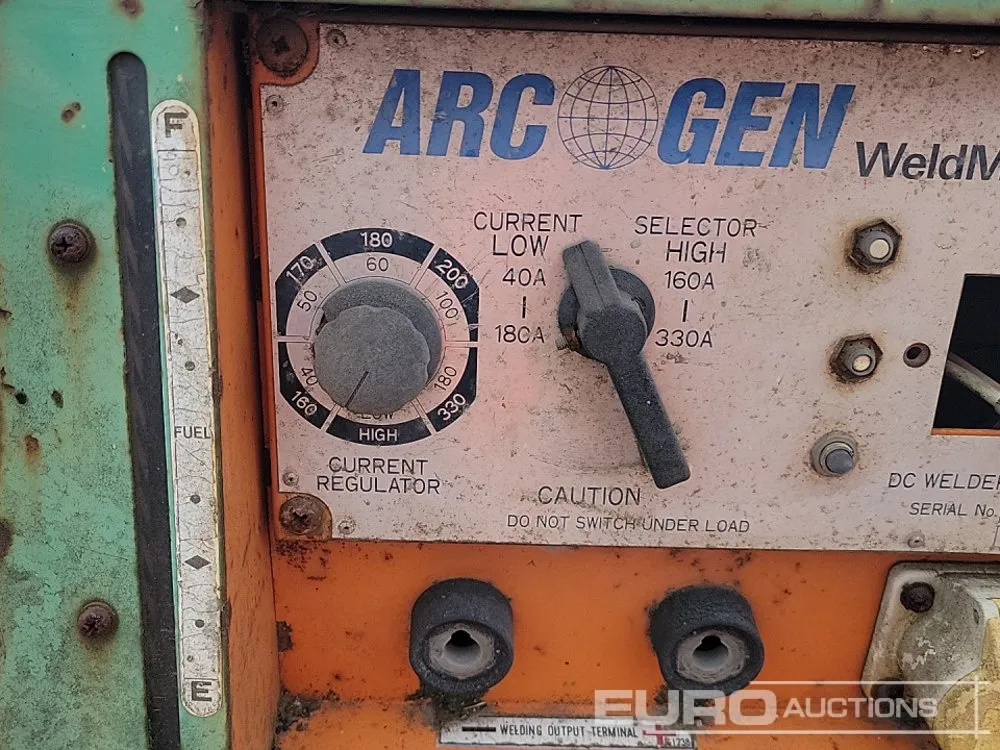 F
FUEL
E
ARC GEN
WeldM
CURRENT
LOW
40A
180A
SELECTOR
HIGH
160A
330A
180
170
200
60
50
100
40
180
160
330
LOW
HIGH
CURRENT
REGULATOR
CAUTION
DO NOT SWITCH UNDER LOAD
DC WELDER
SERIAL No.
WELDING OUTPUT TERMINAL
EURO AUCTIONS